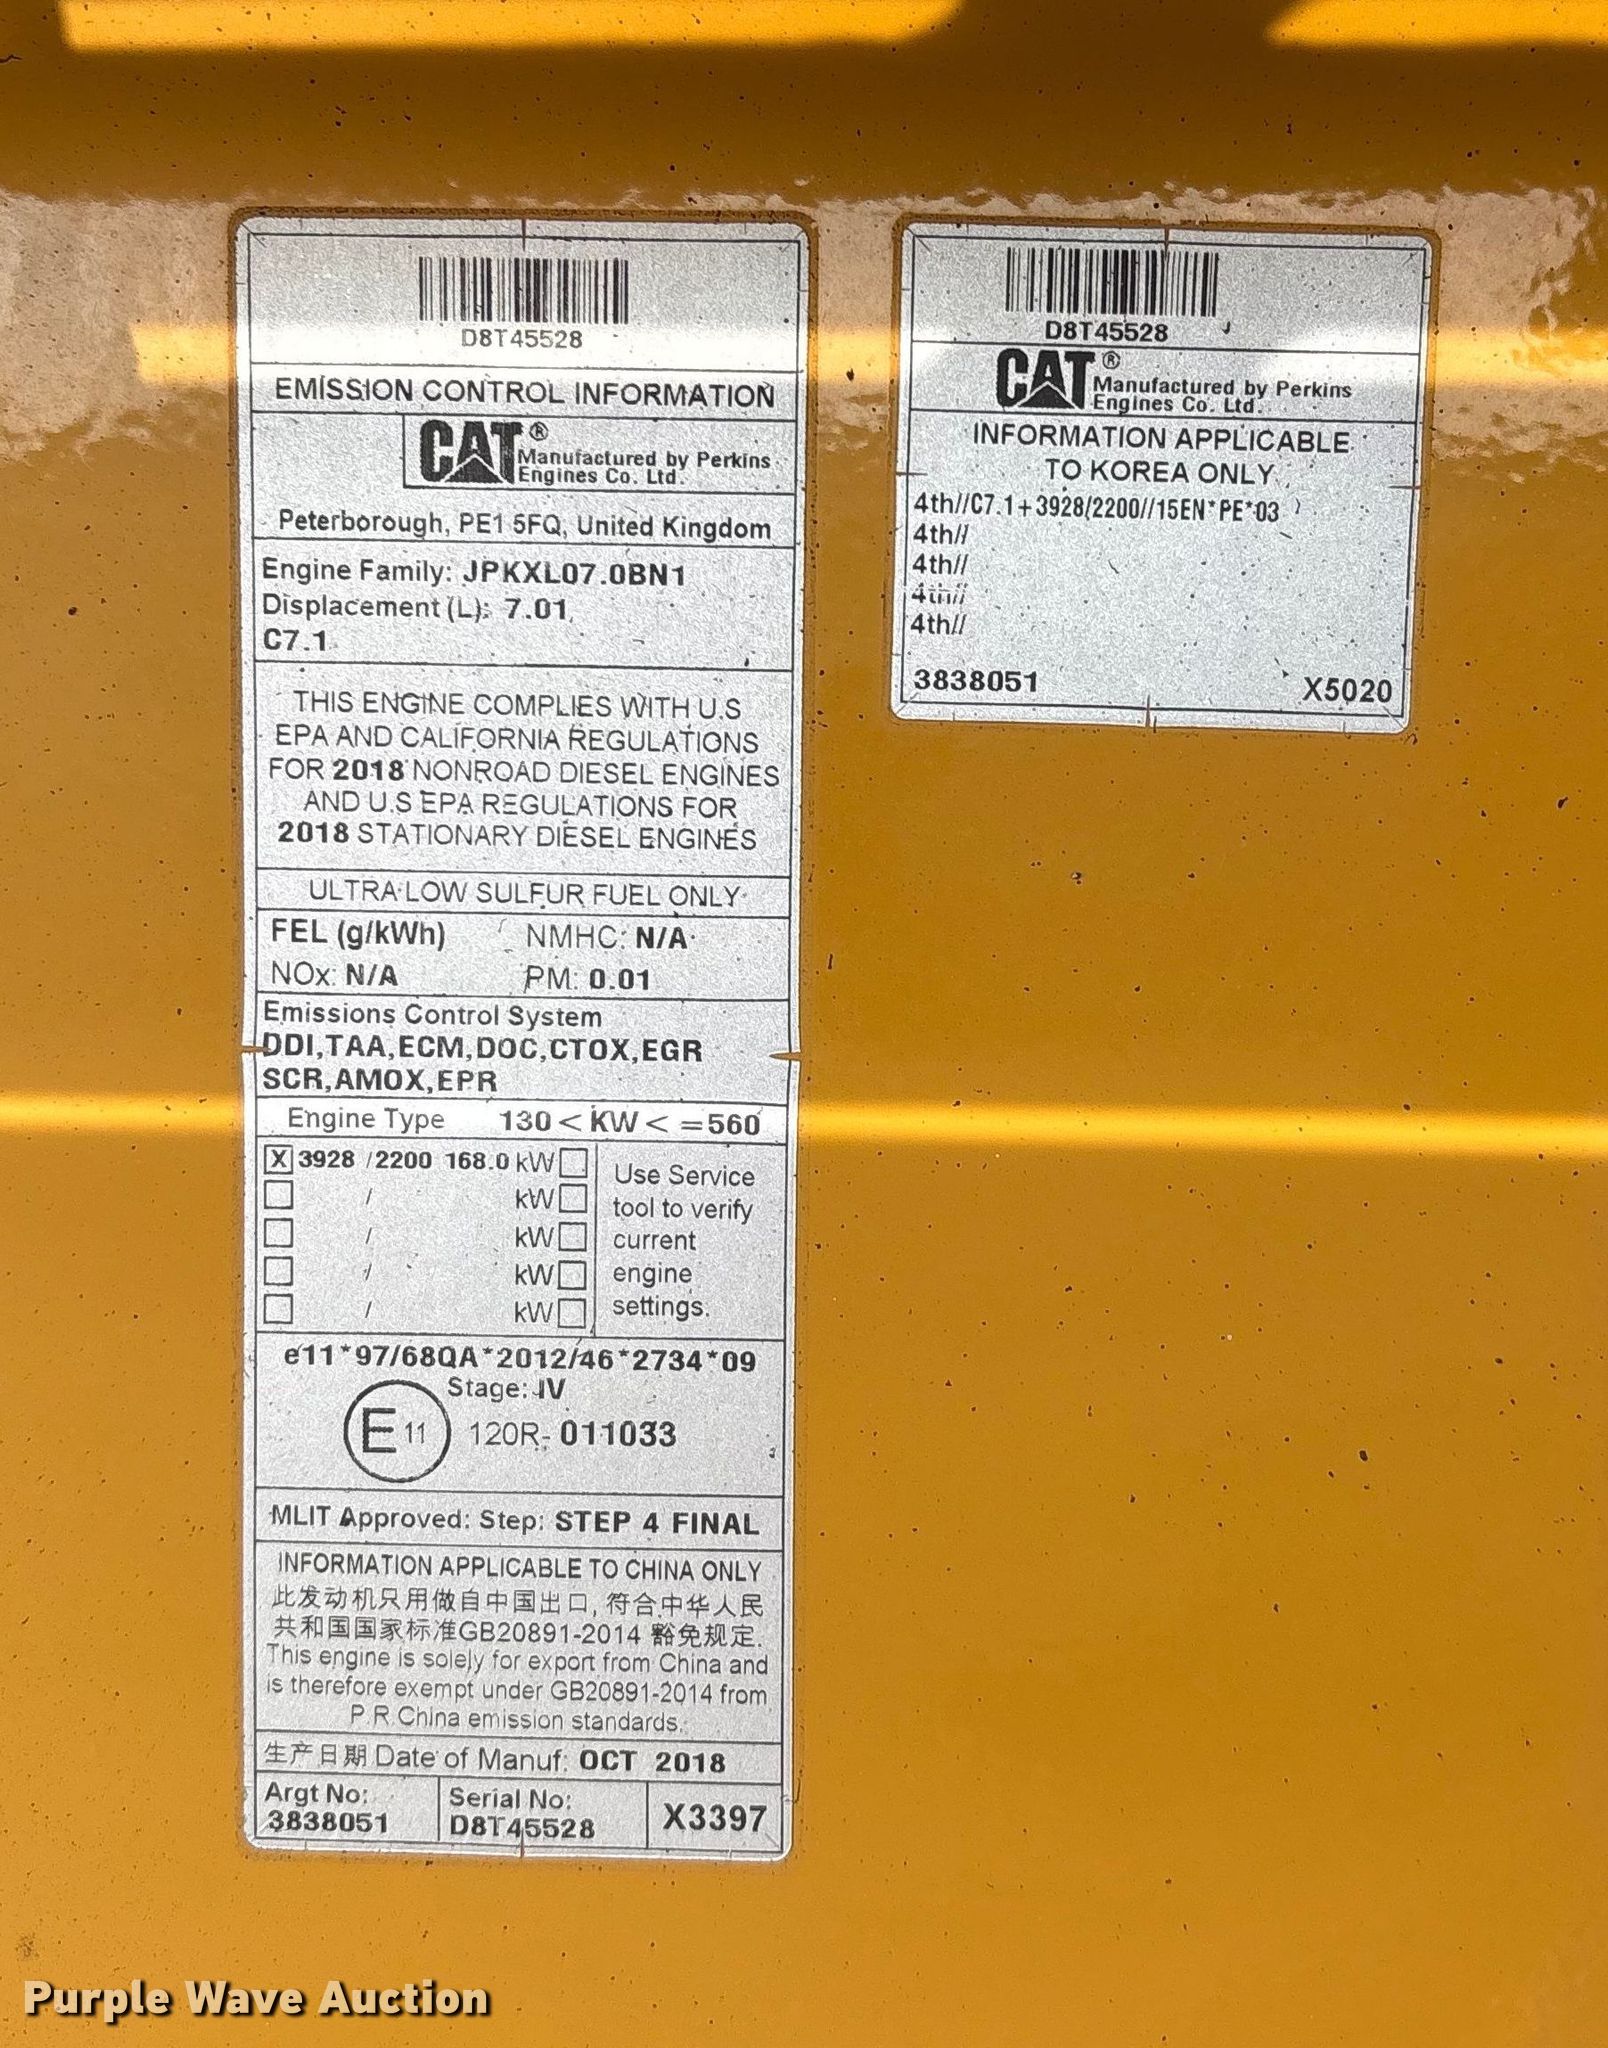 D8T45528
EMISSION CONTROL INFORMATION
CAT® Manufactured by Perkins
Engines Co. Ltd.
Peterborough, PE1 5FQ, United Kingdom
Engine Family: JPKXL07.0BN1
Displacement (L): 7.01
C7.1
THIS ENGINE COMPLIES WITH U.S
EPA AND CALIFORNIA REGULATIONS
FOR 2018 NONROAD DIESEL ENGINES
AND U.S EPA REGULATIONS FOR
2018 STATIONARY DIESEL ENGINES
ULTRA LOW SULFUR FUEL ONLY
FEL (g/kWh) NMHC: N/A
NOx: N/A PM: 0.01
Emissions Control System
DDI,TAA,ECM,DOC,CTOX,EGR
SCR,AMOX,EPR
Engine Type 130 < KW < =560
X 3928 /2200 168.0 kW
/ kW
/ kW
/ kW
/ kW
Use Service
tool to verify
current
engine
settings.
e11*97/68QA*2012/46*2734*09
Stage: IV
E 11 120R- 011033
MLIT Approved: Step: STEP 4 FINAL
INFORMATION APPLICABLE TO CHINA ONLY
此发动机只用做自中国出口, 符合中华人民
共和国国家标准GB20891-2014 豁免规定.
This engine is solely for export from China and
is therefore exempt under GB20891-2014 from
P.R.China emission standards.
生产日期 Date of Manuf: OCT 2018
Argt No:
3838051
Serial No:
D8T45528
X3397
D8T45528
CAT® Manufactured by Perkins
Engines Co. Ltd.
INFORMATION APPLICABLE
TO KOREA ONLY
4th//C7.1+3928/2200//15EN*PE*03
4th//
4th//
4th//
4th//
3838051 X5020
Purple Wave Auction